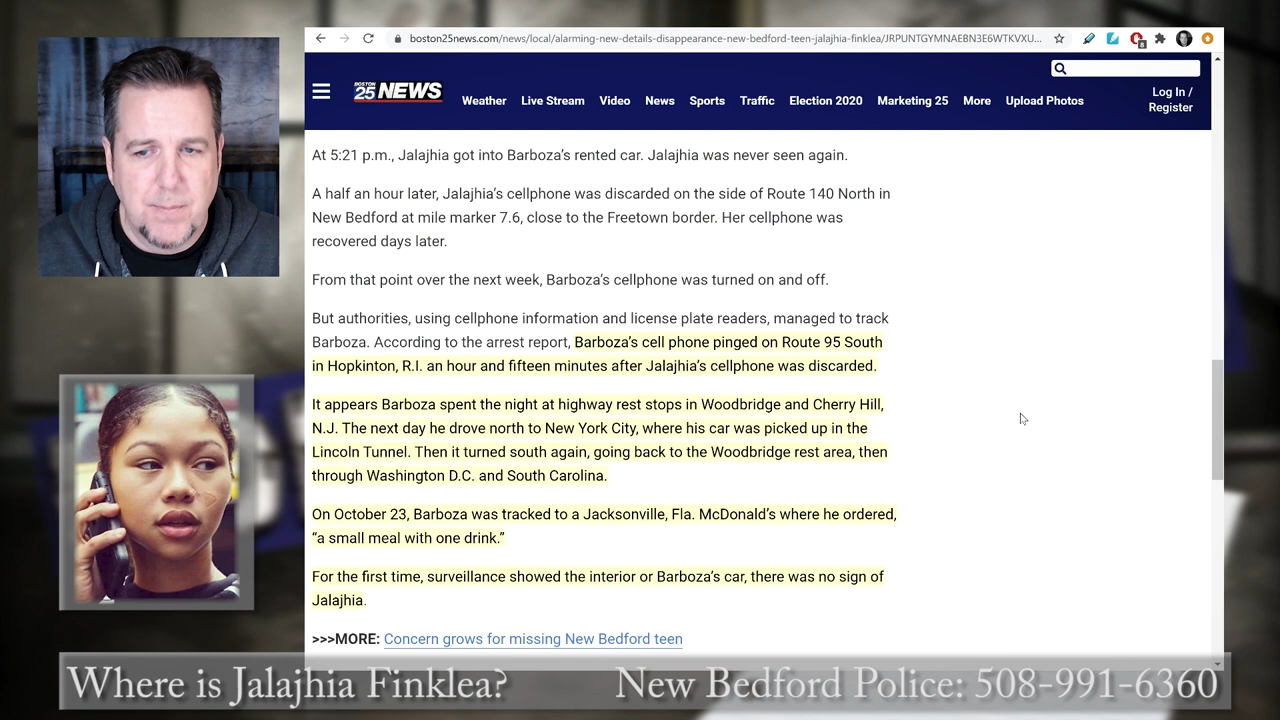 boston25news.com/news/local/alarming-new-details-disappearance-new-bedford-teen-jalajhia-finklea/JRPUNTGYMNAEBN3E6WTKVXU...
BOSTON 25 NEWS
Weather Live Stream Video News Sports Traffic Election 2020 Marketing 25 More Upload Photos
Log In /
Register
At 5:21 p.m., Jalajhia got into Barboza’s rented car. Jalajhia was never seen again.
A half an hour later, Jalajhia’s cellphone was discarded on the side of Route 140 North in
New Bedford at mile marker 7.6, close to the Freetown border. Her cellphone was
recovered days later.
From that point over the next week, Barboza’s cellphone was turned on and off.
But authorities, using cellphone information and license plate readers, managed to track
Barboza. According to the arrest report, Barboza’s cell phone pinged on Route 95 South
in Hopkinton, R.I. an hour and fifteen minutes after Jalajhia’s cellphone was discarded.
It appears Barboza spent the night at highway rest stops in Woodbridge and Cherry Hill,
N.J. The next day he drove north to New York City, where his car was picked up in the
Lincoln Tunnel. Then it turned south again, going back to the Woodbridge rest area, then
through Washington D.C. and South Carolina.
On October 23, Barboza was tracked to a Jacksonville, Fla. McDonald’s where he ordered,
“a small meal with one drink.”
For the first time, surveillance showed the interior or Barboza’s car, there was no sign of
Jalajhia.
>>>MORE: Concern grows for missing New Bedford teen
Where is Jalajhia Finklea? New Bedford Police: 508-991-6360